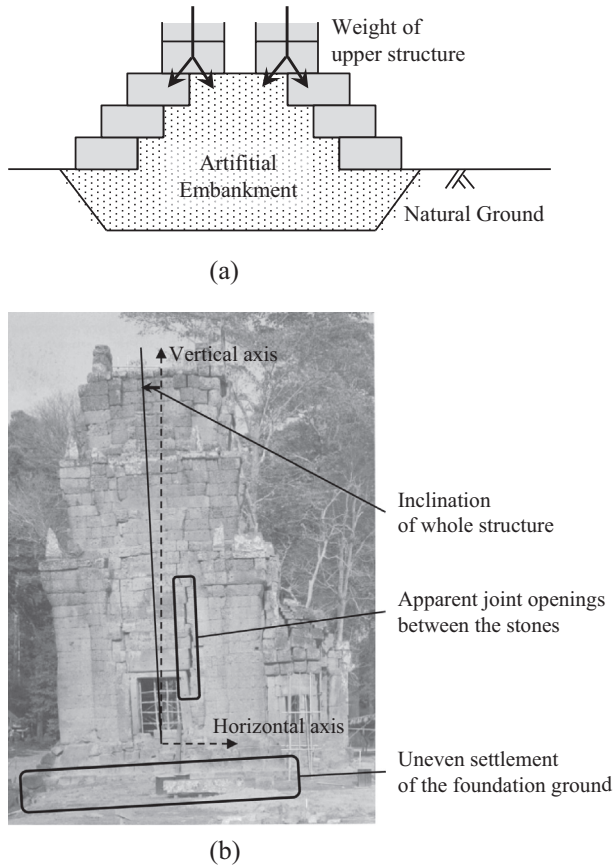 Weight of
upper structure
Artifitial
Embankment
Natural Ground
(a)
Vertical axis
Inclination
of whole structure
Apparent joint openings
between the stones
Horizontal axis
Uneven settlement
of the foundation ground
(b)